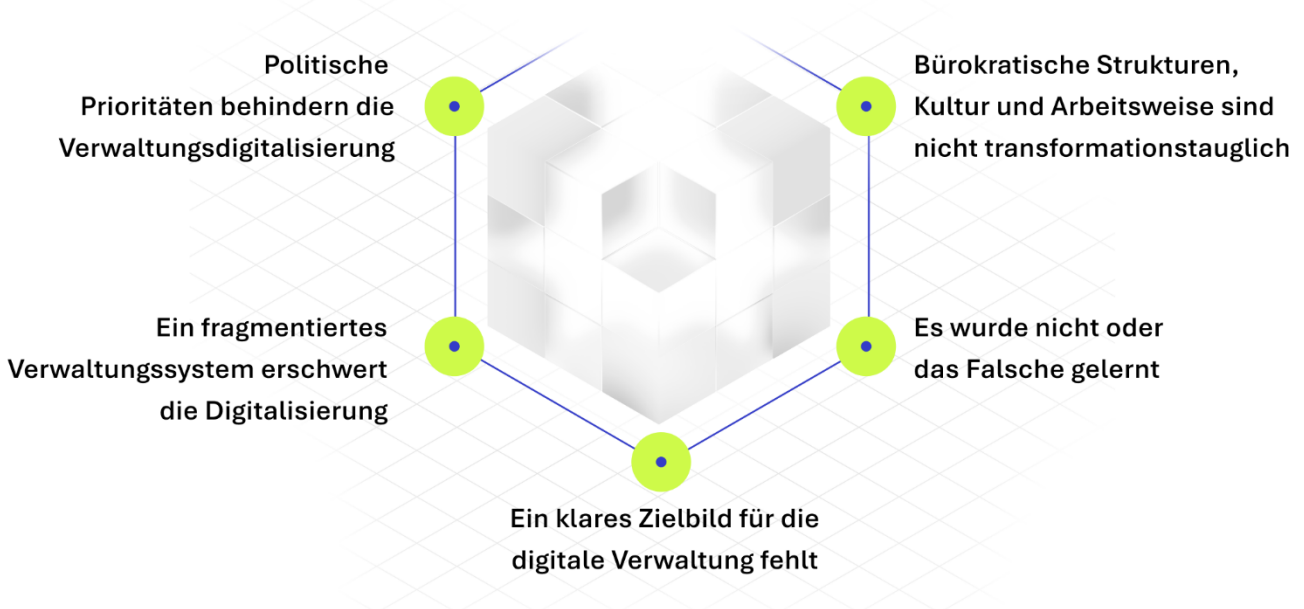 Politische
Prioritäten behindern die
Verwaltungsdigitalisierung
Bürokratische Strukturen,
Kultur und Arbeitsweise sind
nicht transformationstauglich
Ein fragmentiertes
Verwaltungssystem erschwert
die Digitalisierung
Es wurde nicht oder
das Falsche gelernt
Ein klares Zielbild für die
digitale Verwaltung fehlt